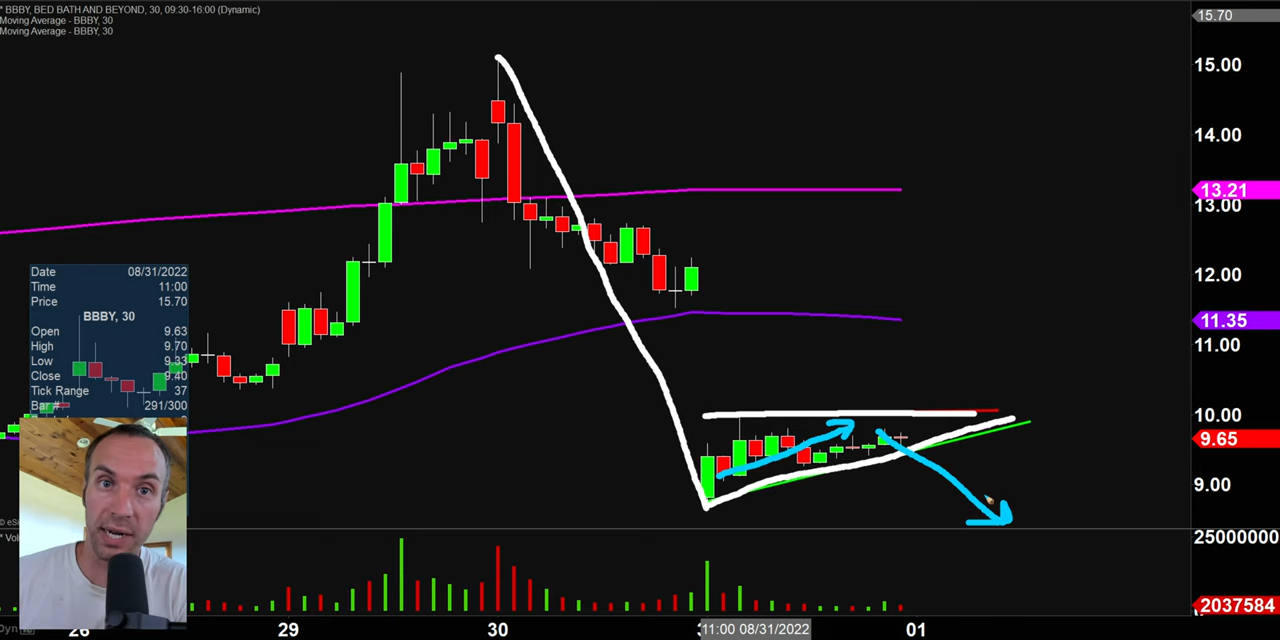 * BBBY, BED BATH AND BEYOND, 30, 09:30-16:00 (Dynamic)
Moving Average - BBBY, 30
Moving Average - BBBY, 30
15.70
15.00
14.00
13.21
13.00
12.00
11.35
11.00
10.00
9.65
9.00
25000000
2037584
Date 08/31/2022
Time 11:00
Price 15.70
BBBY, 30
Open 9.63
High 9.70
Low 9.33
Close 9.40
Tick Range 37
Bar # 291/300
29
30
11:00 08/31/2022
01